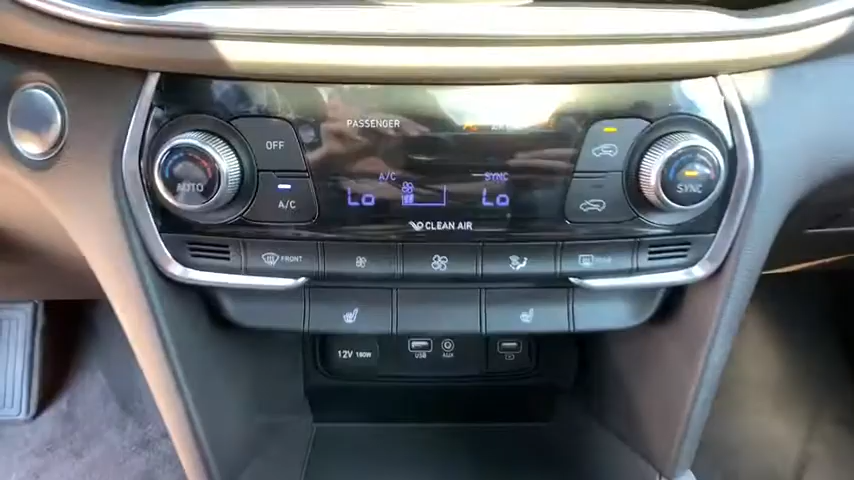 PASSENGER
OFF
AUTO
A/C
A/C
SYNC
Lo
Lo
SYNC
CLEAN AIR
FRONT
12V 180W
USB
AUX